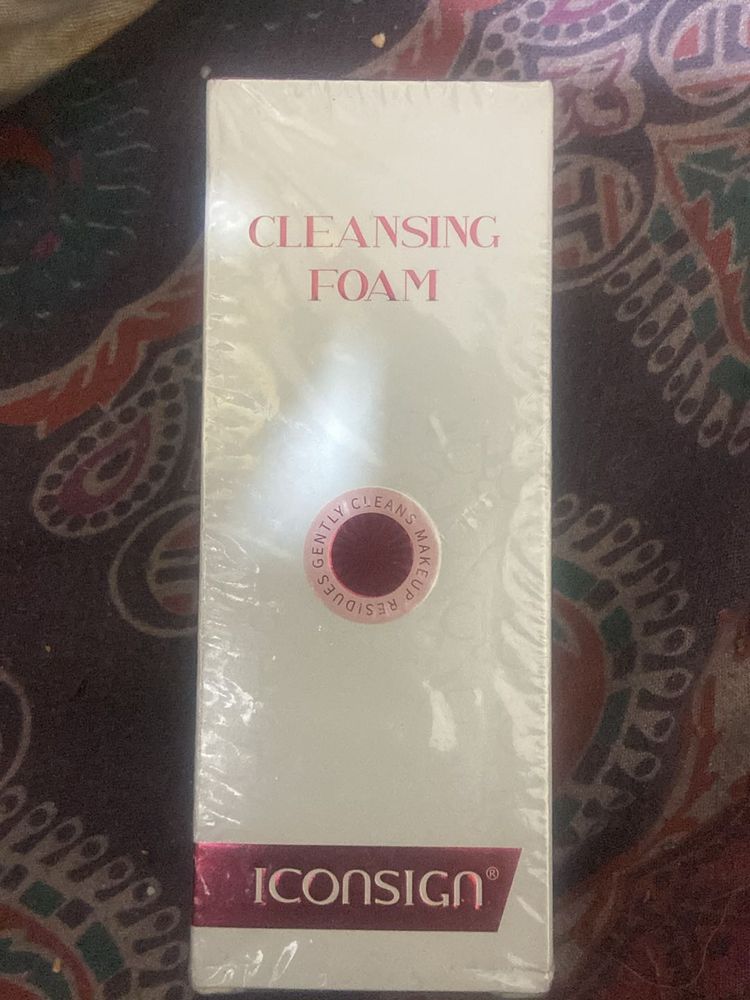 CLEANSING
FOAM
GENTLY CLEANS MAKEUP RESIDUES
ICONSIGN®